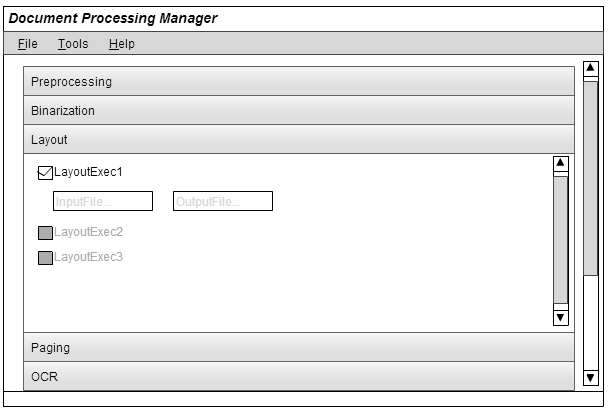 Document Processing Manager
File Tools Help
Preprocessing
Binarization
Layout
LayoutExec1
InputFile... OutputFile...
LayoutExec2
LayoutExec3
Paging
OCR